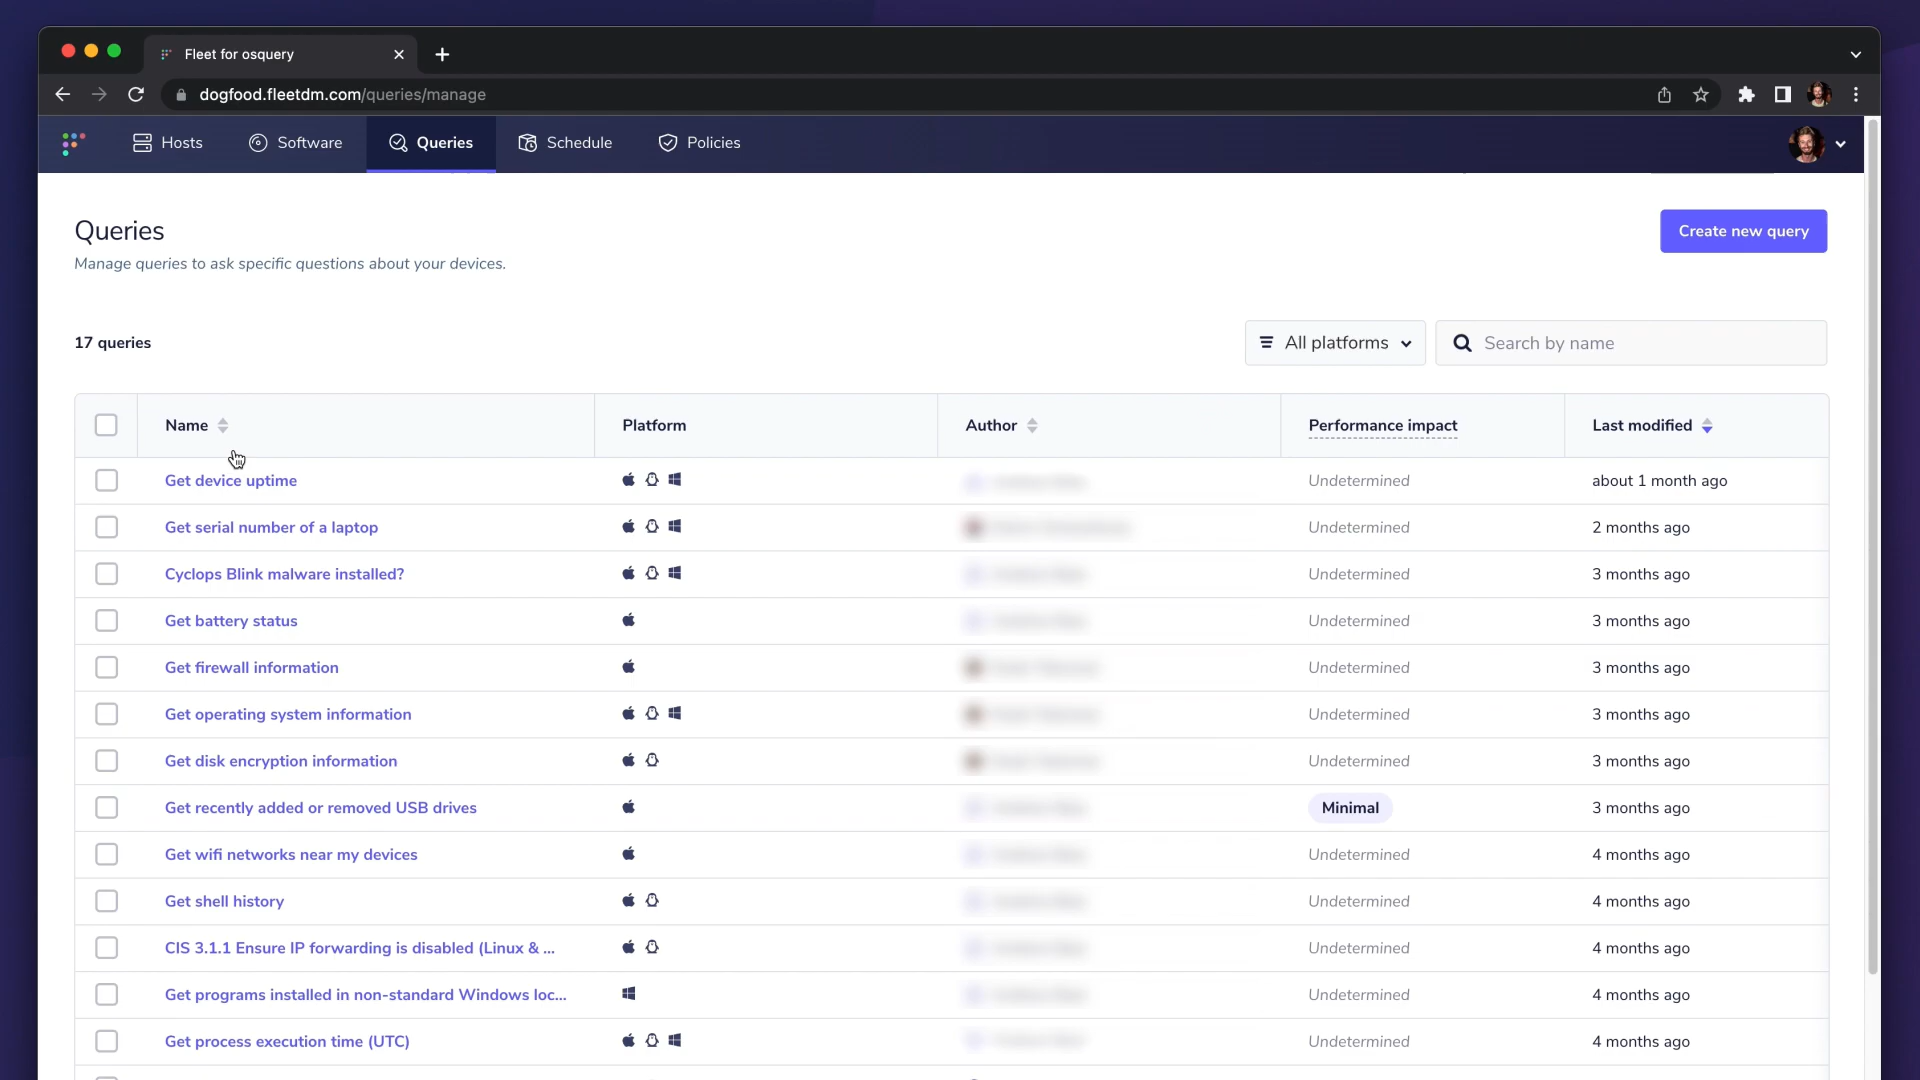 Fleet for osquery
dogfood.fleetdm.com/queries/manage
Hosts Software Queries Schedule Policies
Queries
Create new query
Manage queries to ask specific questions about your devices.
17 queries
All platforms
Search by name
Name Platform Author Performance impact Last modified
Get device uptime Undetermined about 1 month ago
Get serial number of a laptop Undetermined 2 months ago
Cyclops Blink malware installed? Undetermined 3 months ago
Get battery status Undetermined 3 months ago
Get firewall information Undetermined 3 months ago
Get operating system information Undetermined 3 months ago
Get disk encryption information Undetermined 3 months ago
Get recently added or removed USB drives Minimal 3 months ago
Get wifi networks near my devices Undetermined 4 months ago
Get shell history Undetermined 4 months ago
CIS 3.1.1 Ensure IP forwarding is disabled (Linux & ... Undetermined 4 months ago
Get programs installed in non-standard Windows loc... Undetermined 4 months ago
Get process execution time (UTC) Undetermined 4 months ago